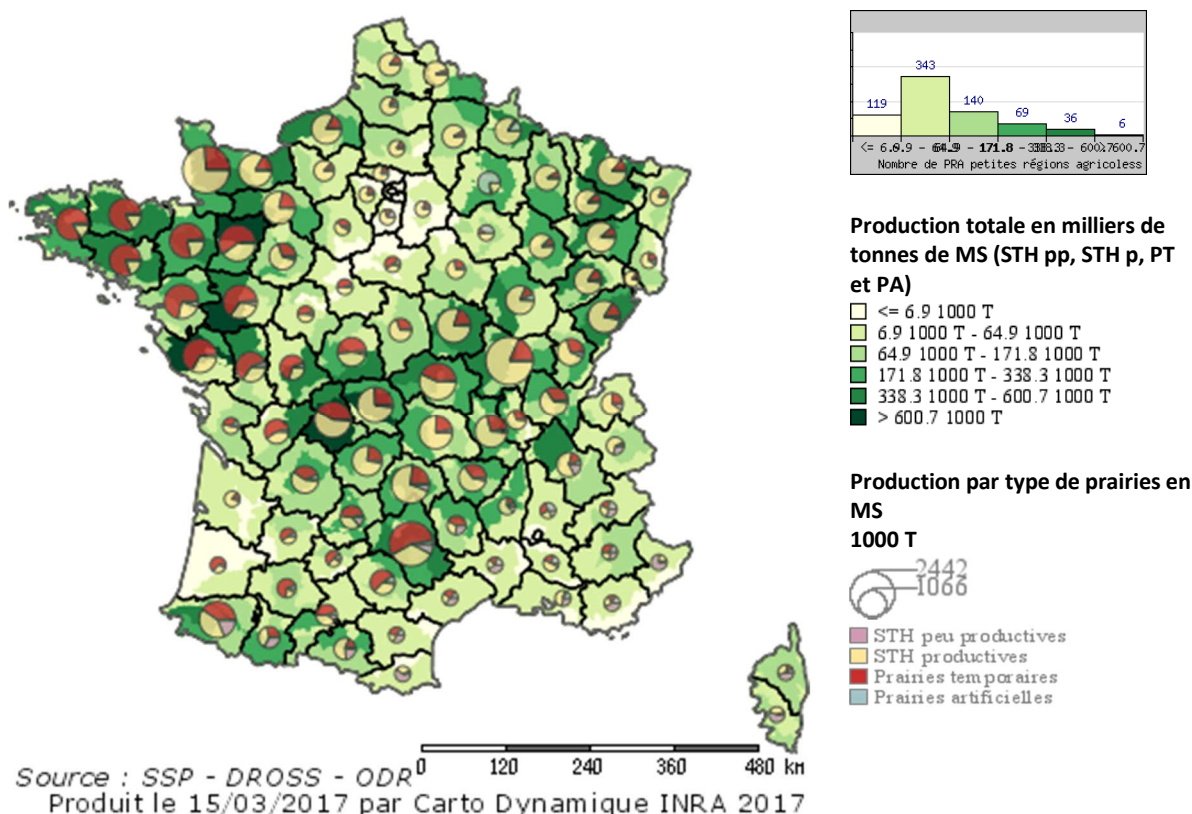 343
119
140
69
36
6
Nombre de PRA petites régions agricoless
Production totale en milliers de
tonnes de MS (STH pp, STH p, PT
et PA)
<= 6.9 1000 T
6.9 1000 T - 64.9 1000 T
64.9 1000 T - 171.8 1000 T
171.8 1000 T - 338.3 1000 T
338.3 1000 T - 600.7 1000 T
> 600.7 1000 T
Production par type de prairies en
MS
1000 T
2442
1066
STH peu productives
STH productives
Prairies temporaires
Prairies artificielles
0 120 240 360 480 km
Source : SSP - DROSS - ODR
Produit le 15/03/2017 par Carto Dynamique INRA 2017